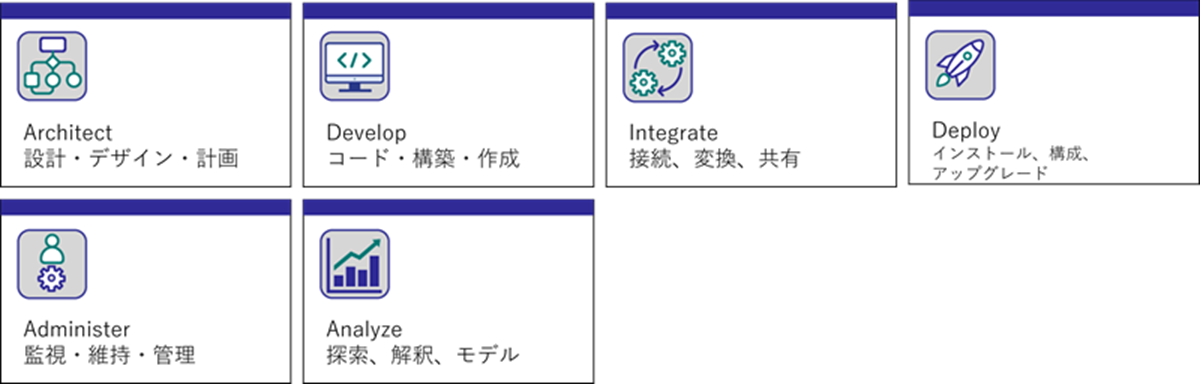 Architect
設計・デザイン・計画
Develop
コード・構築・作成
Integrate
接続、変換、共有
Deploy
インストール、構成、
アップグレード
Administer
監視・維持・管理
Analyze
探索、解釈、モデル